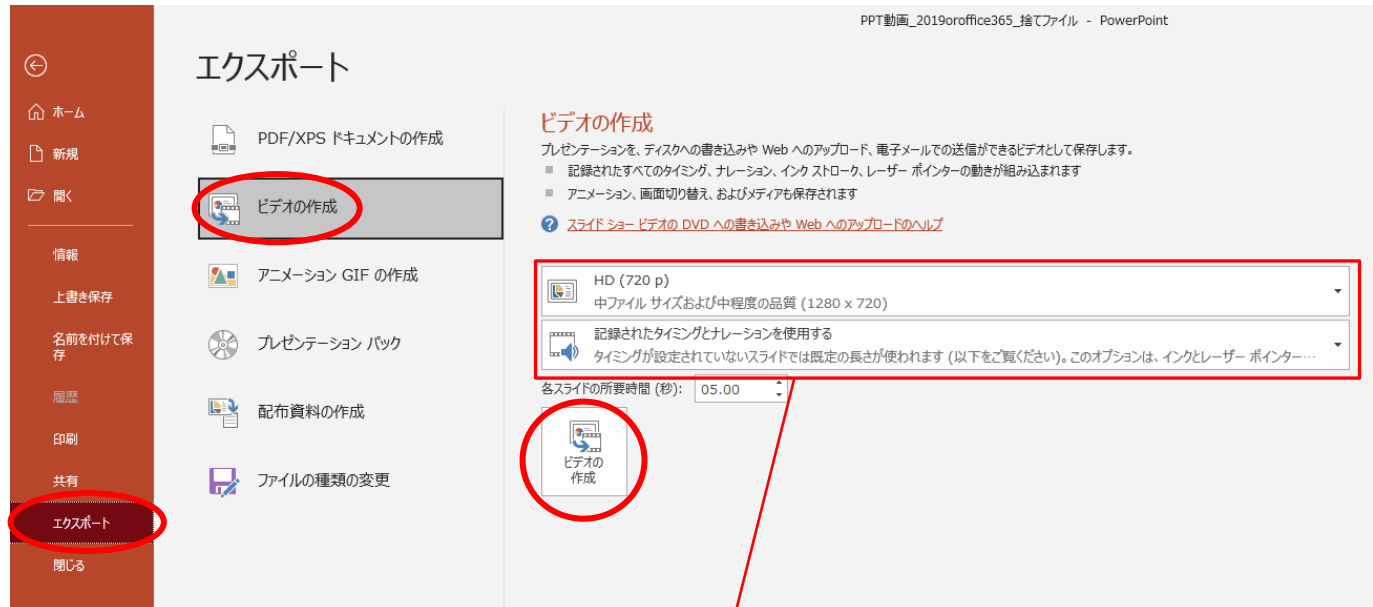 PPT動画_2019oroffice365_捨てファイル - PowerPoint
エクスポート
ホーム
新規
開く
情報
上書き保存
名前を付けて保
存
履歴
印刷
共有
エクスポート
閉じる
PDF/XPS ドキュメントの作成
ビデオの作成
アニメーション GIF の作成
プレゼンテーション パック
配布資料の作成
ファイルの種類の変更
ビデオの作成
プレゼンテーションを、ディスクへの書き込みや Web へのアップロード、電子メールでの送信ができるビデオとして保存します。
記録されたすべてのタイミング、ナレーション、インク ストローク、レーザー ポインターの動きが組み込まれます
アニメーション、画面切り替え、およびメディアも保存されます
スライド ショー ビデオの DVD への書き込みや Web へのアップロードのヘルプ
HD (720 p)
中ファイル サイズおよび中程度の品質 (1280 x 720)
記録されたタイミングとナレーションを使用する
タイミングが設定されていないスライドでは既定の長さが使われます (以下をご覧ください)。このオプションは、インクとレーザー ポインター…
各スライドの所要時間 (秒): 05.00
ビデオの
作成